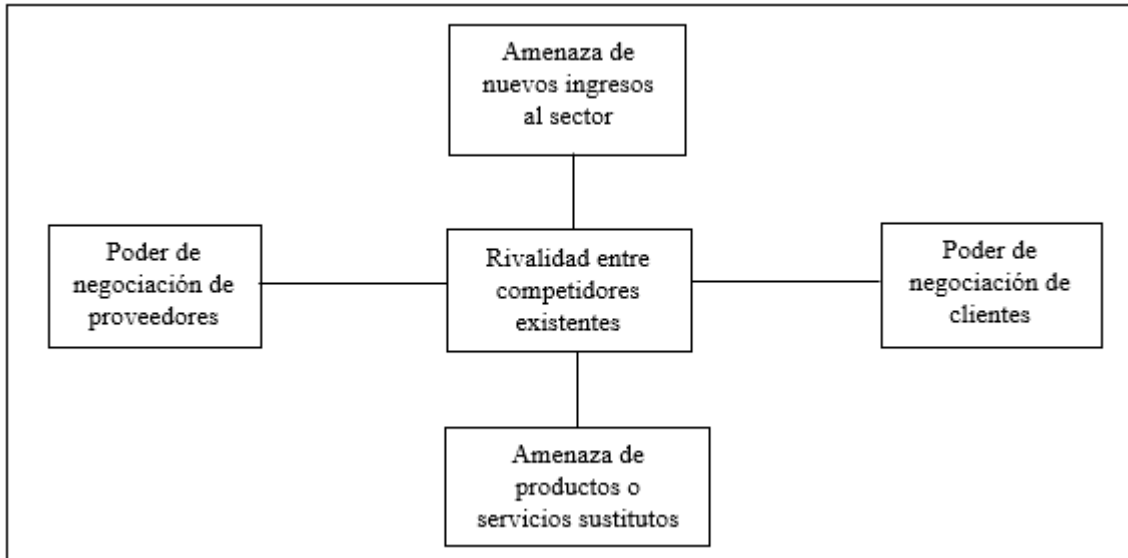 Amenaza de
nuevos ingresos
al sector
Poder de
negociación de
proveedores
Rivalidad entre
competidores
existentes
Poder de
negociación de
clientes
Amenaza de
productos o
servicios sustitutos